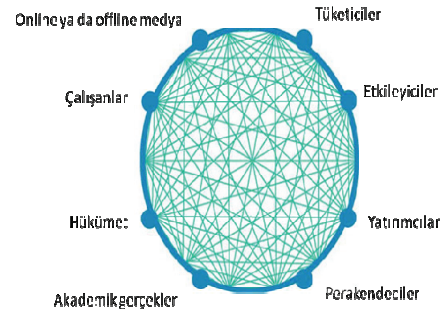 Online ya da offline medya
Tüketiciler
Çalışanlar
Etkileyiciler
Hükümet
Yatırımcılar
Akademik gerçekler
Perakendeciler